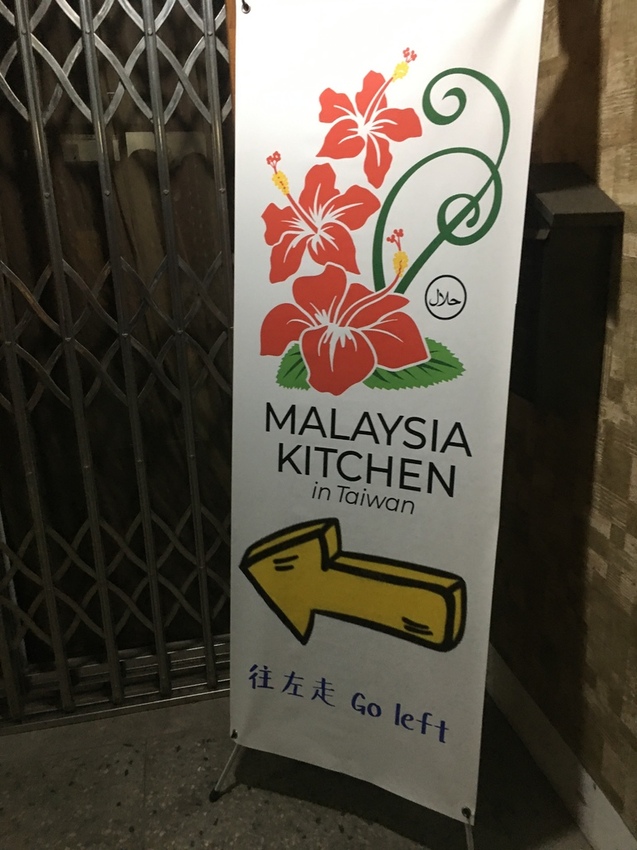 حلال
MALAYSIA
KITCHEN
in Taiwan
往左走 Go left